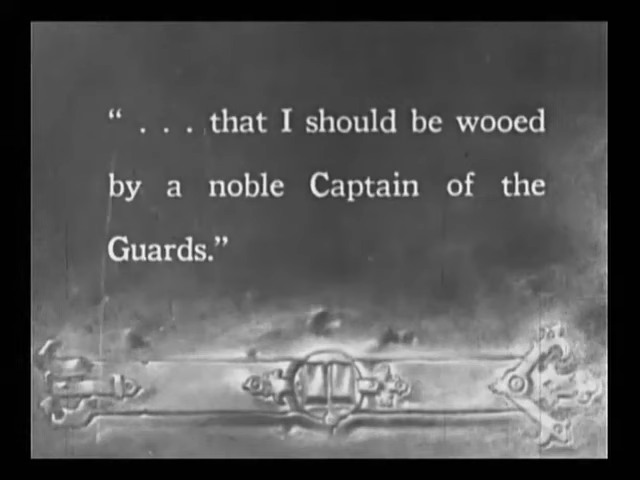 “ . . . that I should be wooed
by a noble Captain of the
Guards.”